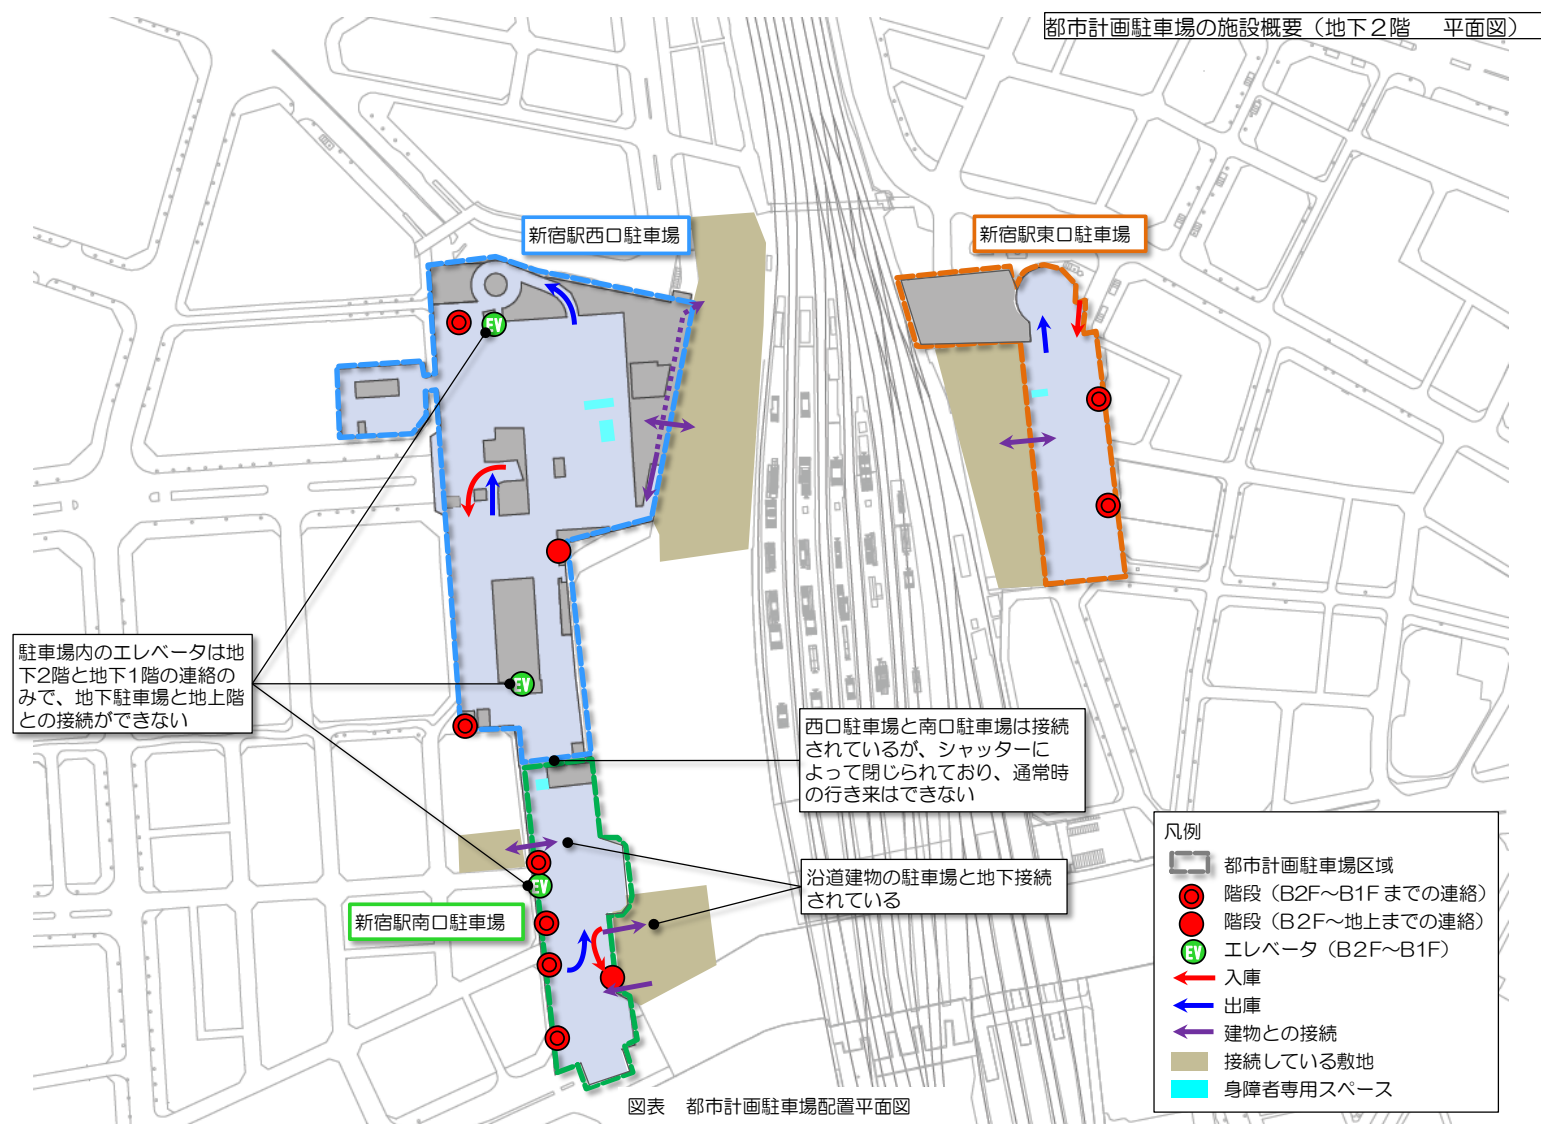 都市計画駐車場の施設概要（地下２階　平面図）
新宿駅西口駐車場
新宿駅東口駐車場
EV
駐車場内のエレベータは地
下2階と地下1階の連絡の
みで、地下駐車場と地上階
との接続ができない
EV
西口駐車場と南口駐車場は接続
されているが、シャッターに
よって閉じられており、通常時
の行き来はできない
沿道建物の駐車場と地下接続
されている
EV
新宿駅南口駐車場
凡例
都市計画駐車場区域
階段（B2F～B1Fまでの連絡）
階段（B2F～地上までの連絡）
EV エレベータ（B2F～B1F）
入庫
出庫
建物との接続
接続している敷地
身障者専用スペース
図表　都市計画駐車場配置平面図